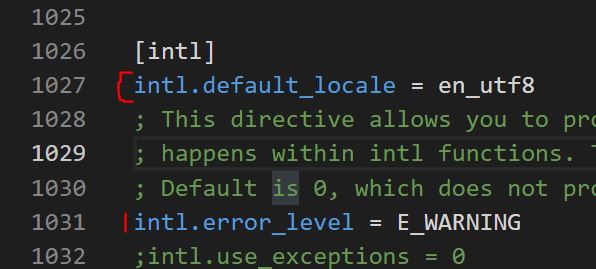 1025
1026 [intl]
1027 intl.default_locale = en_utf8
1028 ; This directive allows you to pro
1029 ; happens within intl functions. T
1030 ; Default is 0, which does not pro
1031 intl.error_level = E_WARNING
1032 ;intl.use_exceptions = 0